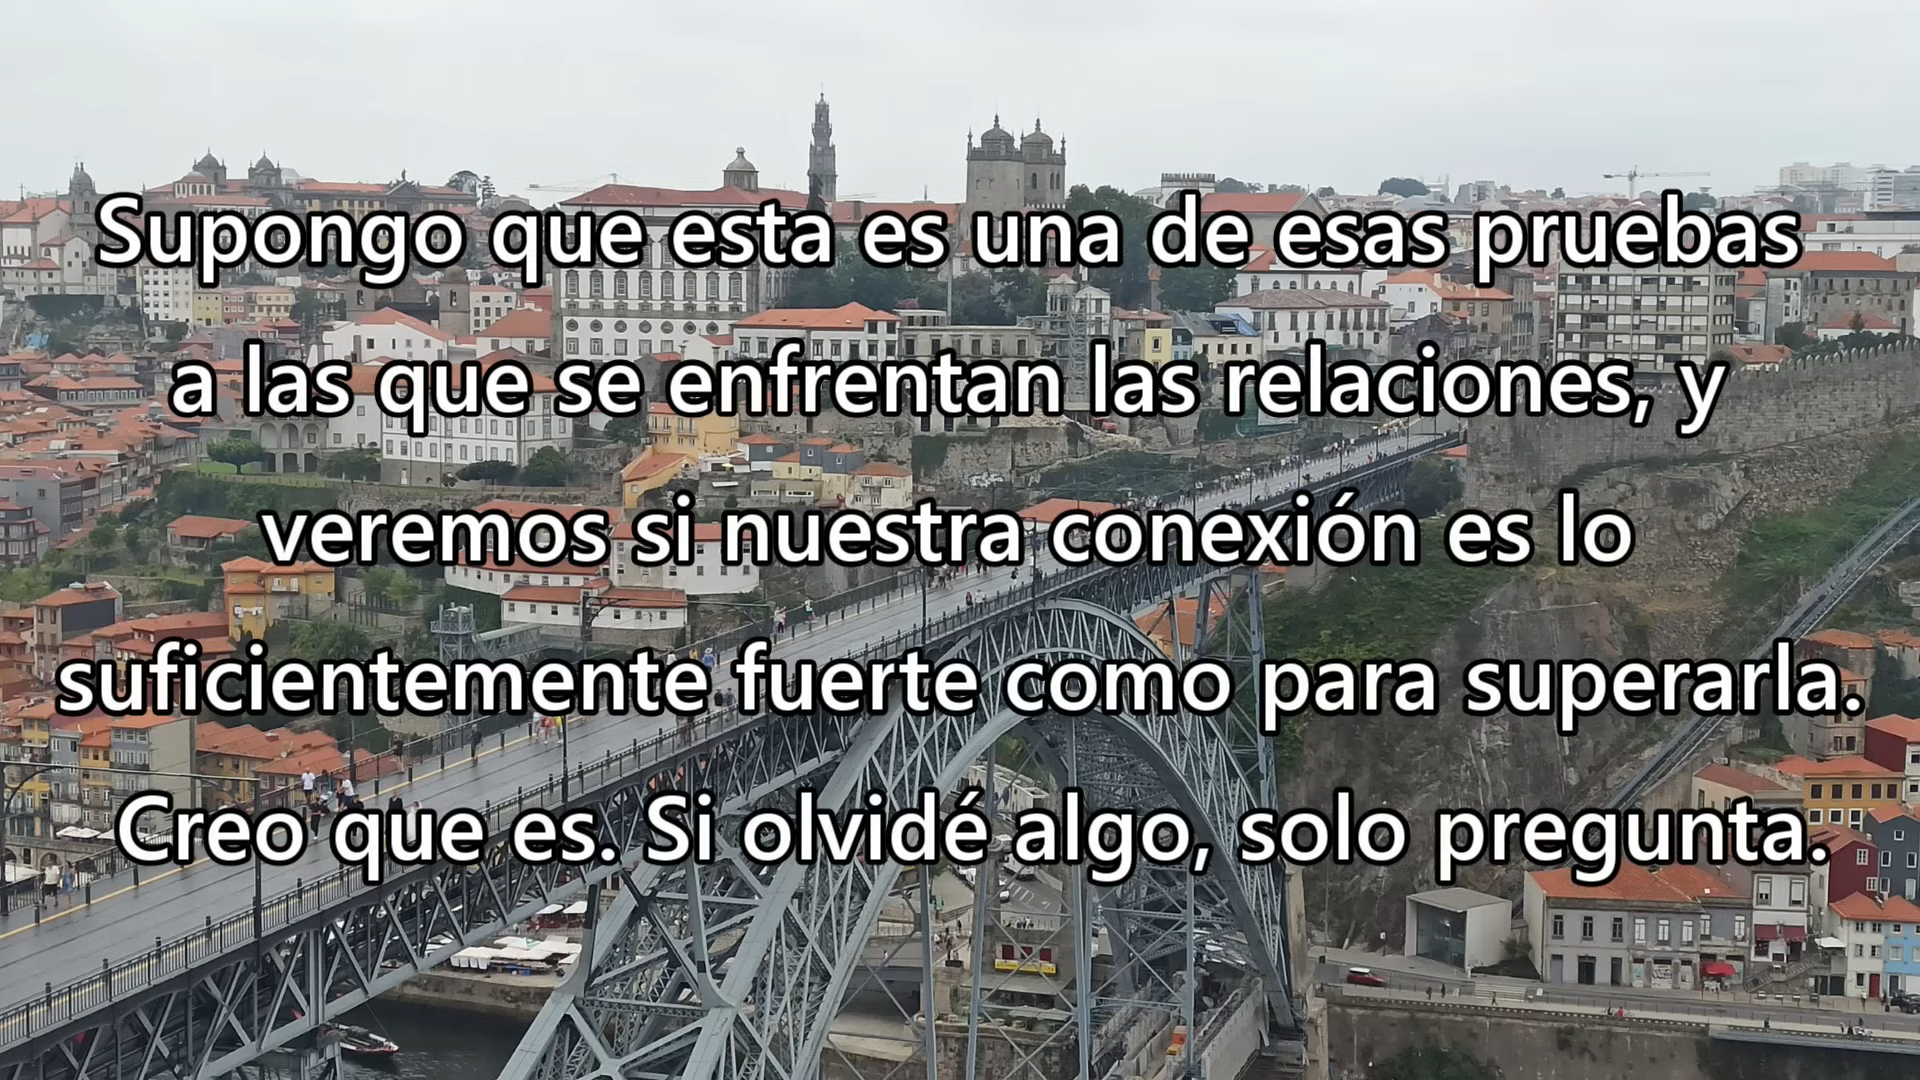 Supongo que esta es una de esas pruebas
a las que se enfrentan las relaciones, y
veremos si nuestra conexión es lo
suficientemente fuerte como para superarla.
Creo que es. Si olvidé algo, solo pregunta.